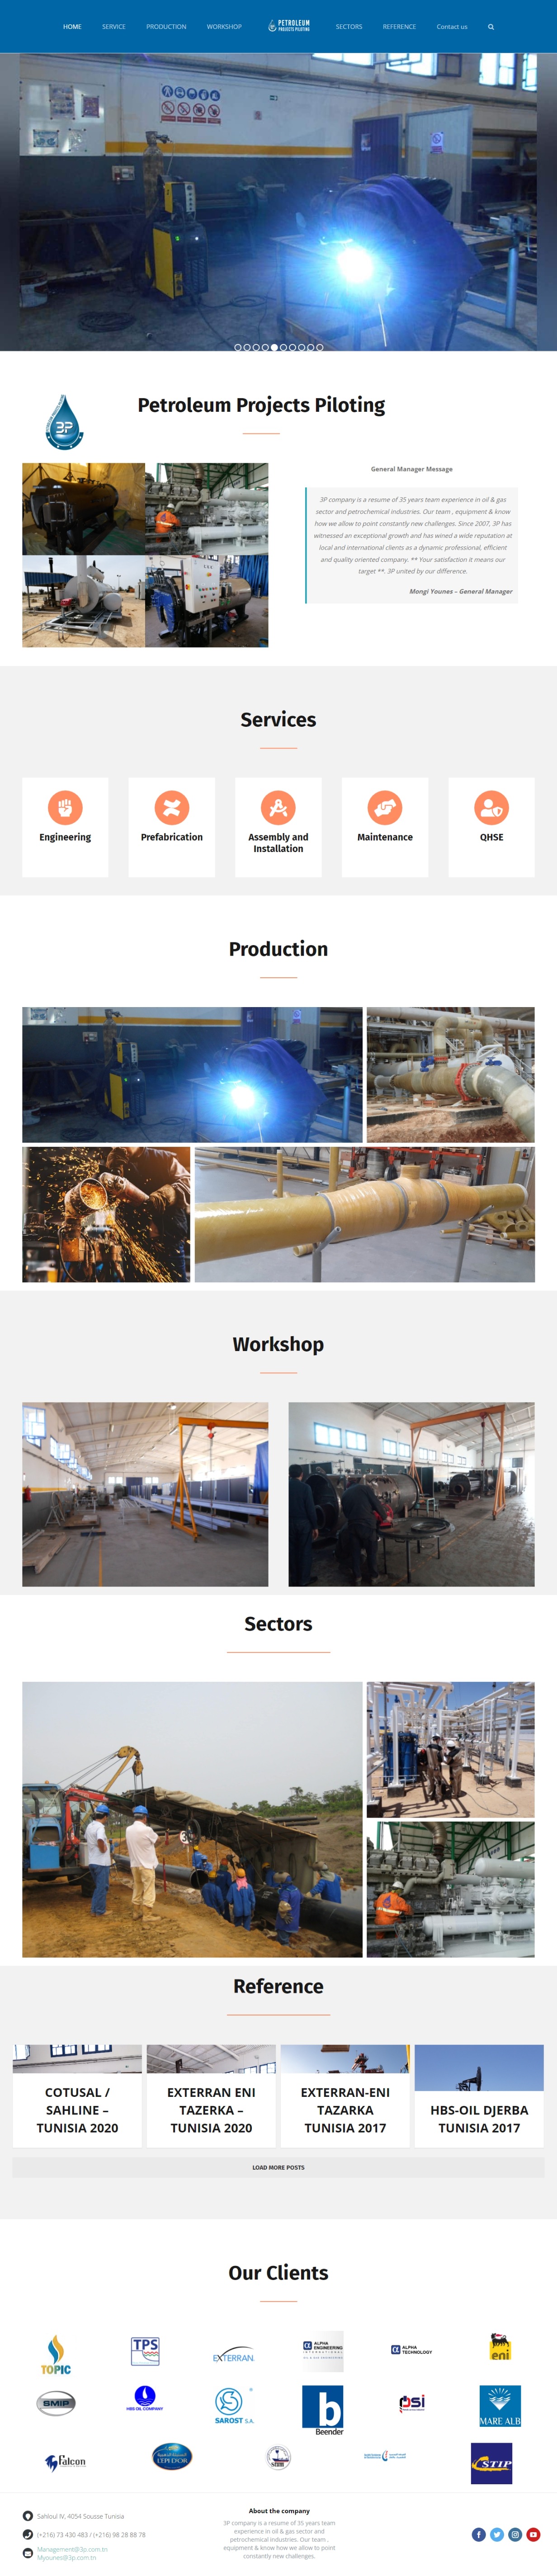 HOME SERVICE PRODUCTION WORKSHOP PETROLEUM PROJECTS PILOTING SECTORS REFERENCE Contact us
3P
Petroleum Projects Piloting
General Manager Message
3P company is a resume of 35 years team experience in oil & gas
sector and petrochemical industries. Our team , equipment & know
how we allow to point constantly new challenges. Since 2007, 3P has
witnessed an exceptional growth and has wined a wide reputation at
local and international clients as a dynamic professional, efficient
and quality oriented company. ** Your satisfaction it means our
target **. 3P united by our difference.
Mongi Younes – General Manager
Services
Engineering
Prefabrication
Assembly and
Installation
Maintenance
QHSE
Production
Workshop
Sectors
Reference
COTUSAL /
SAHLINE –
TUNISIA 2020
EXTERRAN ENI
TAZERKA –
TUNISIA 2020
EXTERRAN-ENI
TAZARKA
TUNISIA 2017
HBS-OIL DJERBA
TUNISIA 2017
LOAD MORE POSTS
Our Clients
TOPIC
TPS
EXTERRAN.
ALPHA
ENGINEERING
INTERNATIONAL
ALPHA
TECHNOLOGY
eni
SMIP
HBS OIL COMPANY
SAROST S.A.
b
Beender
psi
MARE ALB
Falcon
L'EPI D'OR
STIP
Sahloul IV, 4054 Sousse Tunisia
(+216) 73 430 483 / (+216) 98 28 88 78
Management@3p.com.tn
Myounes@3p.com.tn
About the company
3P company is a resume of 35 years team
experience in oil & gas sector and
petrochemical industries. Our team ,
equipment & know how we allow to point
constantly new challenges.